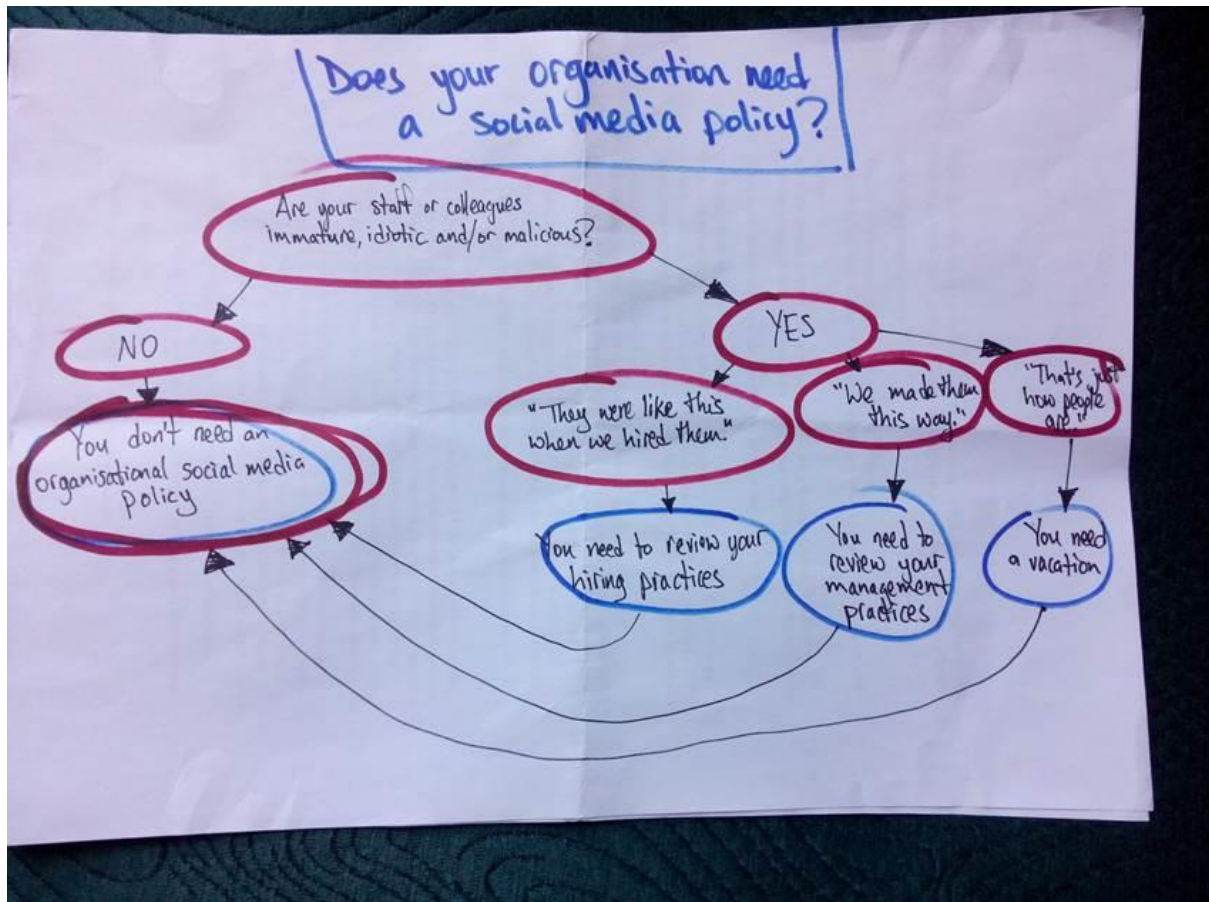 Does your organisation need
a social media policy?
Are your staff or colleagues
immature, idiotic and/or malicious?
NO
YES
You don't need an
organisational social media
policy
"They were like this
when we hired them."
"We made them
this way."
"That's just
how people
are."
You need to review your
hiring practices
You need to
review your
management
practices
You need
a vacation